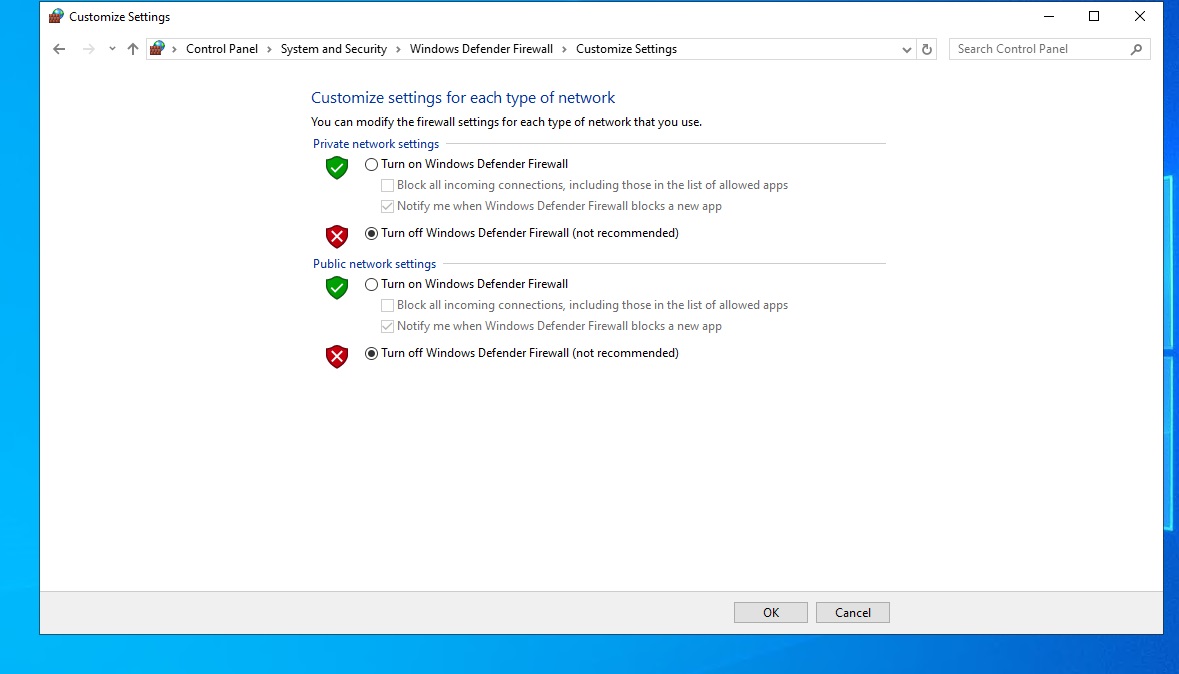 Customize Settings
Control Panel > System and Security > Windows Defender Firewall > Customize Settings
Search Control Panel
Customize settings for each type of network
You can modify the firewall settings for each type of network that you use.
Private network settings
Turn on Windows Defender Firewall
Block all incoming connections, including those in the list of allowed apps
Notify me when Windows Defender Firewall blocks a new app
Turn off Windows Defender Firewall (not recommended)
Public network settings
Turn on Windows Defender Firewall
Block all incoming connections, including those in the list of allowed apps
Notify me when Windows Defender Firewall blocks a new app
Turn off Windows Defender Firewall (not recommended)
OK Cancel